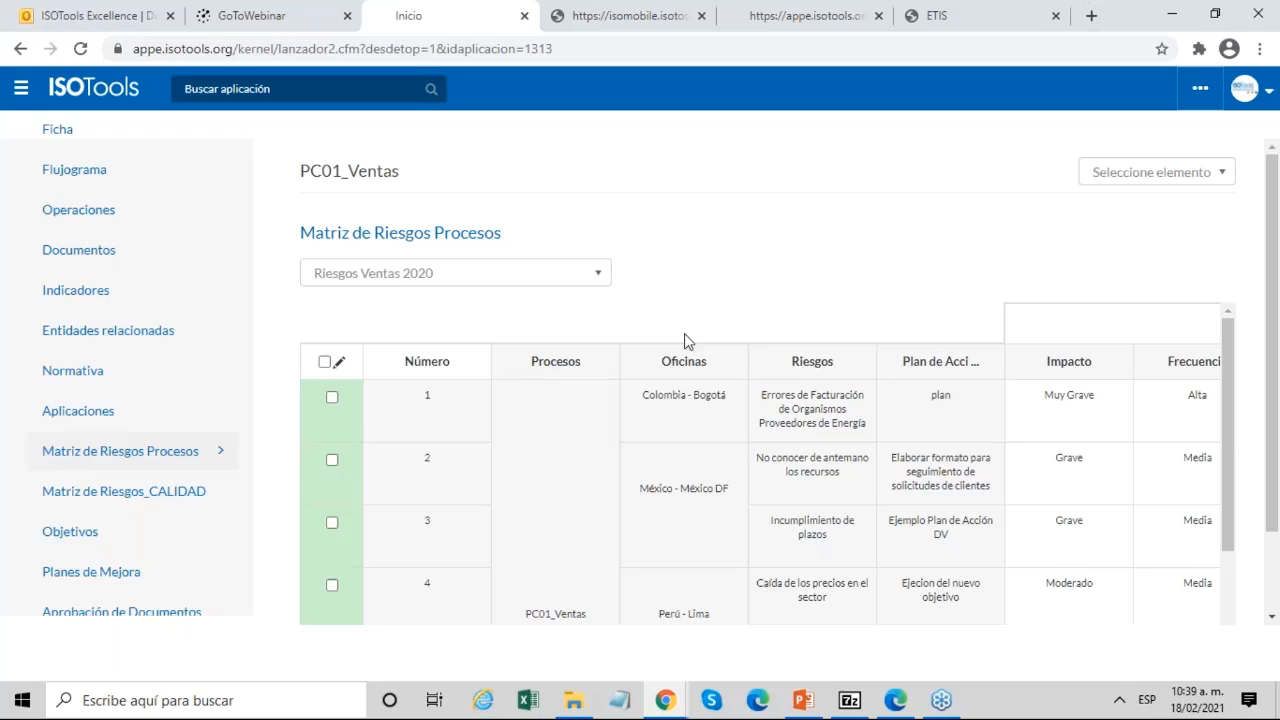 ISOTools Excellence | D
GoToWebinar
Inicio
https://isomobile.isotoo
https://appe.isotools.or
ETIS
appe.isotools.org/kernel/lanzador2.cfm?desdetop=1&idaplicacion=1313
ISOTools
Buscar aplicación
Ficha
Flujograma
Operaciones
Documentos
Indicadores
Entidades relacionadas
Normativa
Aplicaciones
Matriz de Riesgos Procesos
Matriz de Riesgos_CALIDAD
Objetivos
Planes de Mejora
Aprobación de Documentos
PC01_Ventas
Seleccione elemento
Matriz de Riesgos Procesos
Riesgos Ventas 2020
Número Procesos Oficinas Riesgos Plan de Acci ... Impacto Frecuenci
1 Colombia - Bogotá Errores de Facturación de Organismos Proveedores de Energía plan Muy Grave Alta
2 No conocer de antemano los recursos Elaborar formato para seguimiento de solicitudes de clientes Grave Media
México - México DF
3 Incumplimiento de plazos Ejemplo Plan de Acción DV Grave Media
4 Caída de los precios en el sector Ejecion del nuevo objetivo Moderado Media
PC01_Ventas Perú - Lima
Escribe aquí para buscar
ESP
10:39 a. m.
18/02/2021